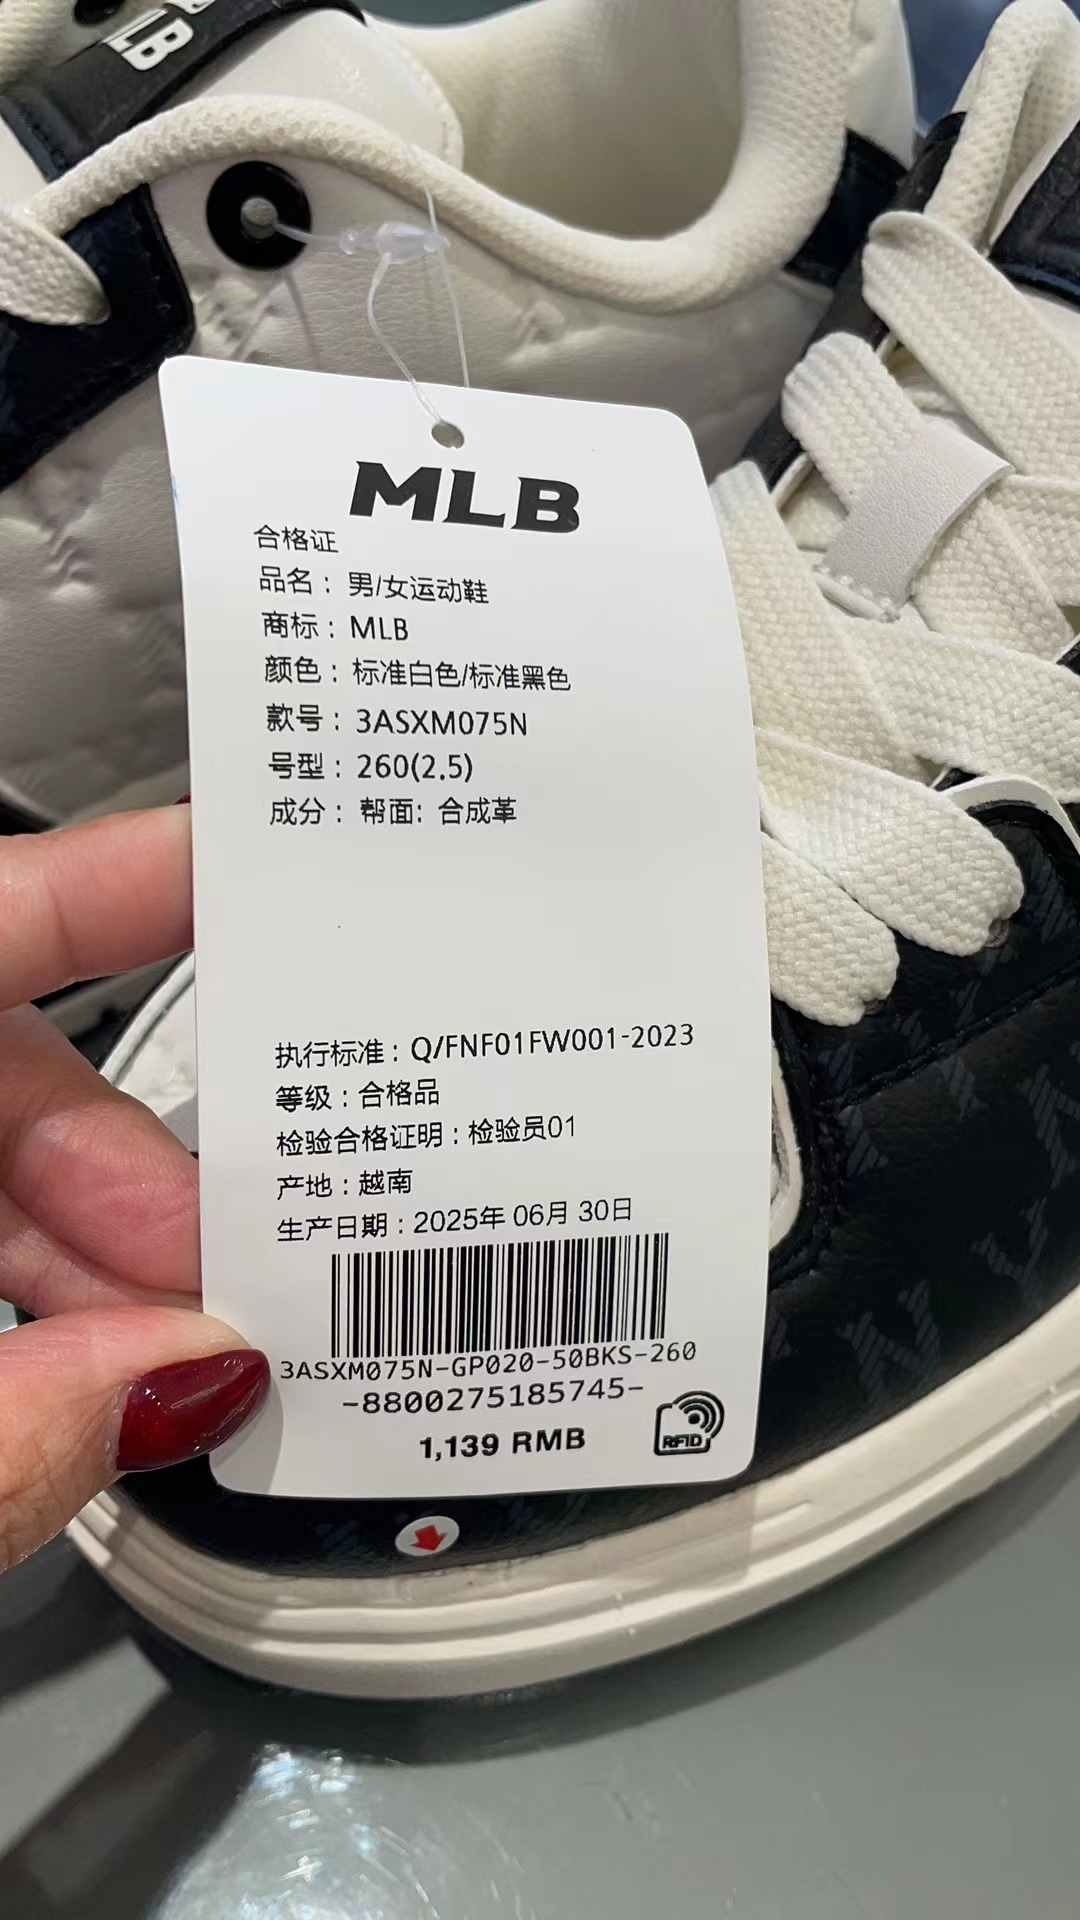 MLB
MLB
合格证
品名：男/女运动鞋
商标：MLB
颜色：标准白色/标准黑色
款号：3ASXM075N
号型：260(2.5)
成分：帮面: 合成革
执行标准：Q/FNF01FW001-2023
等级：合格品
检验合格证明：检验员01
产地：越南
生产日期：2025年 06月 30日
3ASXM075N-GP020-50BKS-260
-8800275185745-
1,139 RMB
RFID